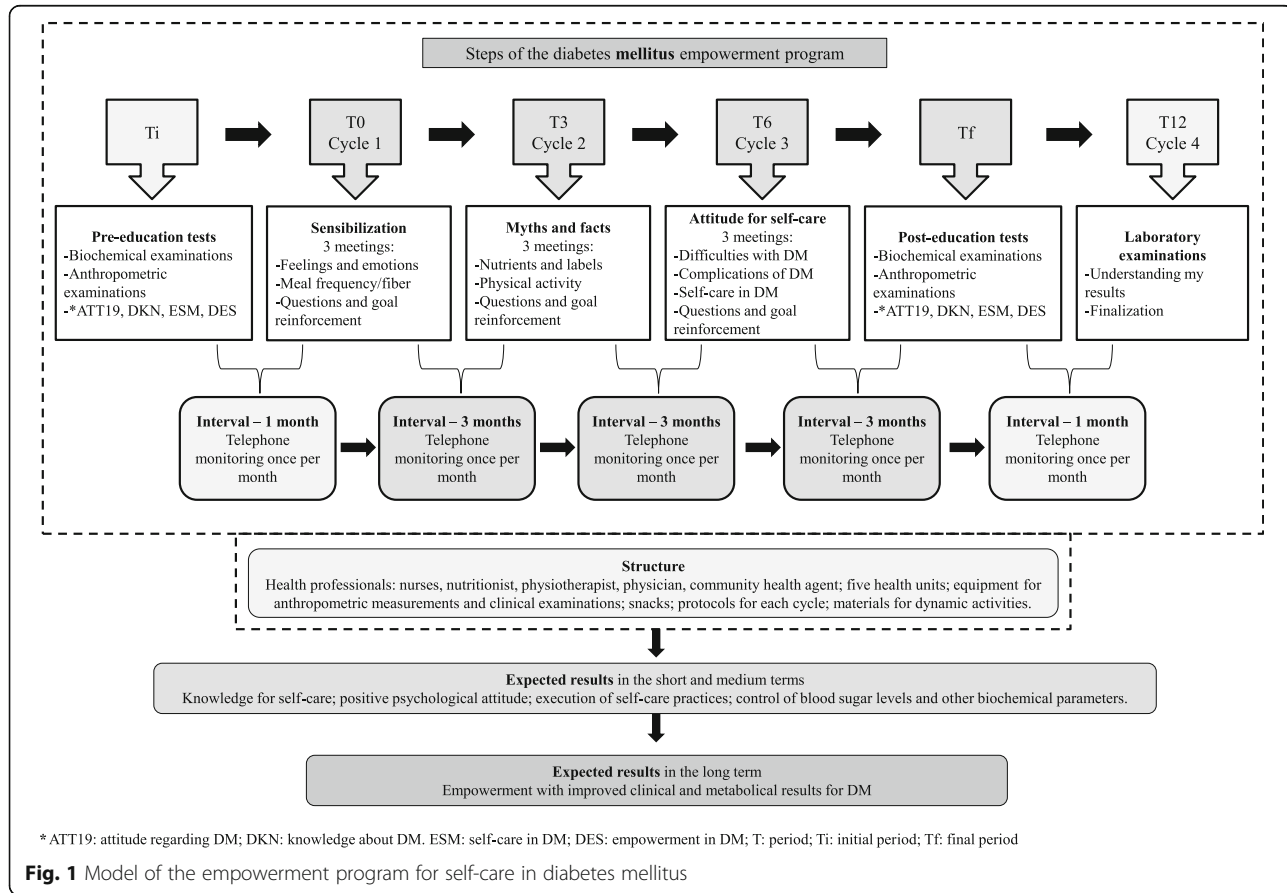 Steps of the diabetes mellitus empowerment program
Ti
T0
Cycle 1
T3
Cycle 2
T6
Cycle 3
Tf
T12
Cycle 4
Pre-education tests
-Biochemical examinations
-Anthropometric
examinations
-*ATT19, DKN, ESM, DES
Sensibilization
3 meetings:
-Feelings and emotions
-Meal frequency/fiber
-Questions and goal
reinforcement
Myths and facts
3 meetings:
-Nutrients and labels
-Physical activity
-Questions and goal
reinforcement
Attitude for self-care
3 meetings:
-Difficulties with DM
-Complications of DM
-Self-care in DM
-Questions and goal
reinforcement
Post-education tests
-Biochemical examinations
-Anthropometric
examinations
-*ATT19, DKN, ESM, DES
Laboratory
examinations
-Understanding my
results
-Finalization
Interval – 1 month
Telephone
monitoring once per
month
Interval – 3 months
Telephone
monitoring once per
month
Interval – 3 months
Telephone
monitoring once per
month
Interval – 3 months
Telephone
monitoring once per
month
Interval – 1 month
Telephone
monitoring once per
month
Structure
Health professionals: nurses, nutritionist, physiotherapist, physician, community health agent; five health units; equipment for
anthropometric measurements and clinical examinations; snacks; protocols for each cycle; materials for dynamic activities.
Expected results in the short and medium terms
Knowledge for self-care; positive psychological attitude; execution of self-care practices; control of blood sugar levels and other biochemical parameters.
Expected results in the long term
Empowerment with improved clinical and metabolical results for DM
* ATT19: attitude regarding DM; DKN: knowledge about DM. ESM: self-care in DM; DES: empowerment in DM; T: period; Ti: initial period; Tf: final period
Fig. 1 Model of the empowerment program for self-care in diabetes mellitus